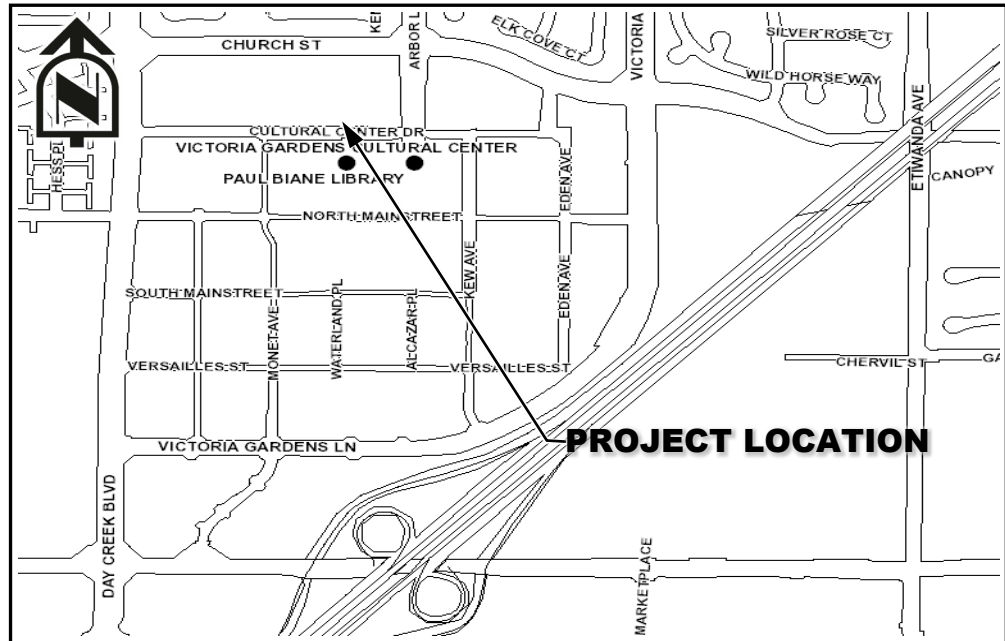 CHURCH ST
ARBOR L
ELK COVE CT
VICTORIA
SILVER ROSE CT
WILD HORSE WAY
ETIWANDA AVE
N
HESS PL
CULTURAL CENTER DR
VICTORIA GARDENS CULTURAL CENTER
PAUL BIANE LIBRARY
EDEN AVE
CANOPY
NORTH MAINSTREET
SOUTH MAINSTREET
MONET AVE
WATERLAND PL
ALCAZAR PL
KEW AVE
EDEN AVE
VERSAILLES ST
VERSAILLES ST
CHERVIL ST
VICTORIA GARDENS LN
PROJECT LOCATION
DAY CREEK BLVD
MARKETPLACE